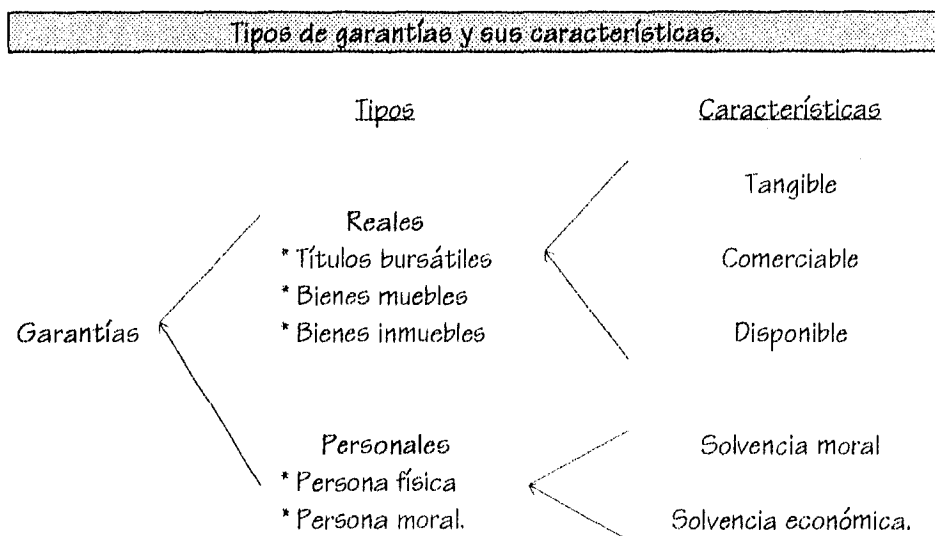 Tipos de garantías y sus características.
Tipos
Características
Tangible
Reales
* Títulos bursátiles
Comerciable
* Bienes muebles
Garantías
* Bienes inmuebles
Disponible
Personales
Solvencia moral
* Persona física
* Persona moral.
Solvencia económica.